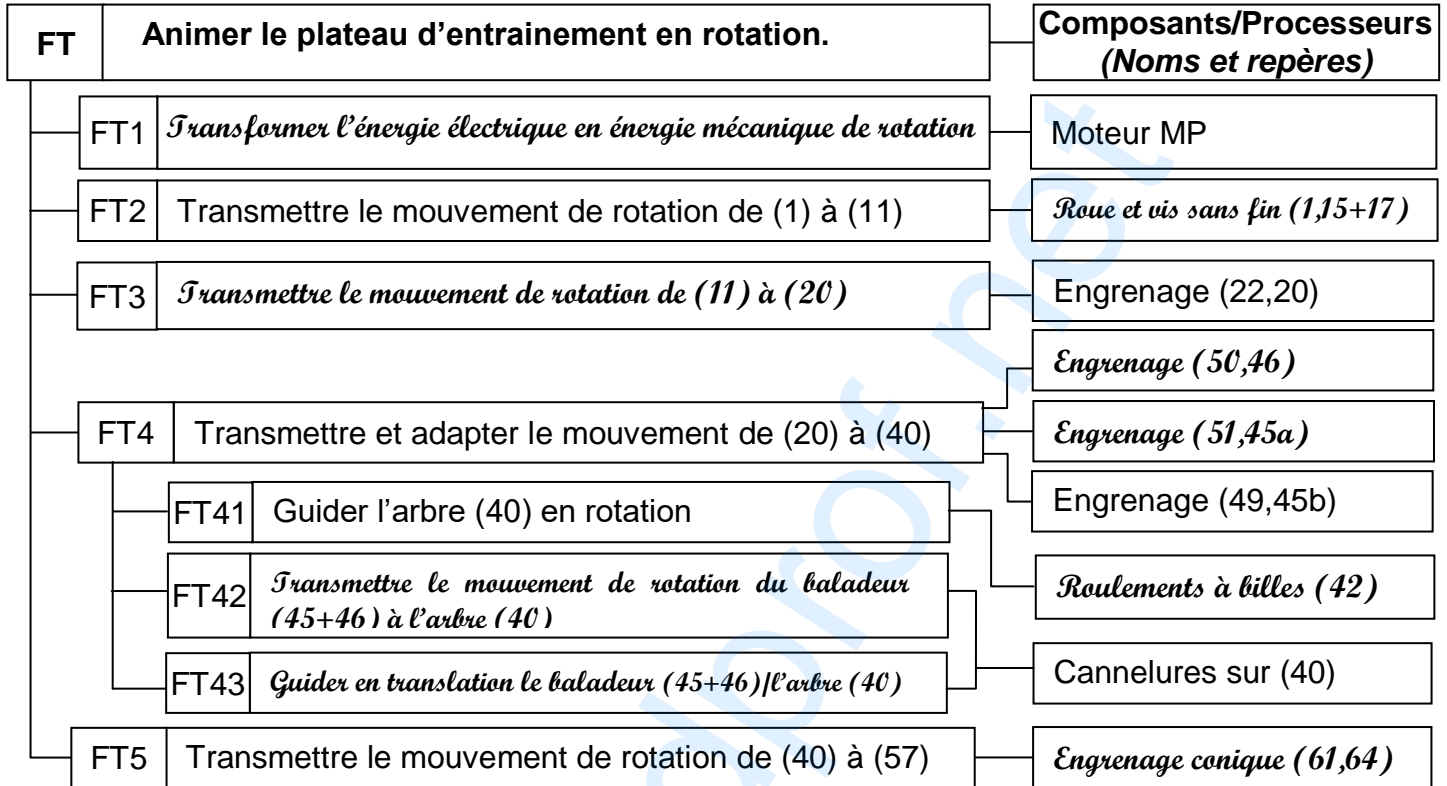 FT Animer le plateau d’entrainement en rotation. Composants/Processeurs
(Noms et repères)
FT1 Transformer l’énergie électrique en énergie mécanique de rotation Moteur MP
FT2 Transmettre le mouvement de rotation de (1) à (11) Roue et vis sans fin (1,15+17)
FT3 Transmettre le mouvement de rotation de (11) à (20) Engrenage (22,20)
Engrenage (50,46)
FT4 Transmettre et adapter le mouvement de (20) à (40) Engrenage (51,45a)
Engrenage (49,45b)
FT41 Guider l’arbre (40) en rotation
Roulements à billes (42)
FT42 Transmettre le mouvement de rotation du baladeur
(45+46) à l’arbre (40)
FT43 Guider en translation le baladeur (45+46)/l’arbre (40) Cannelures sur (40)
FT5 Transmettre le mouvement de rotation de (40) à (57) Engrenage conique (61,64)